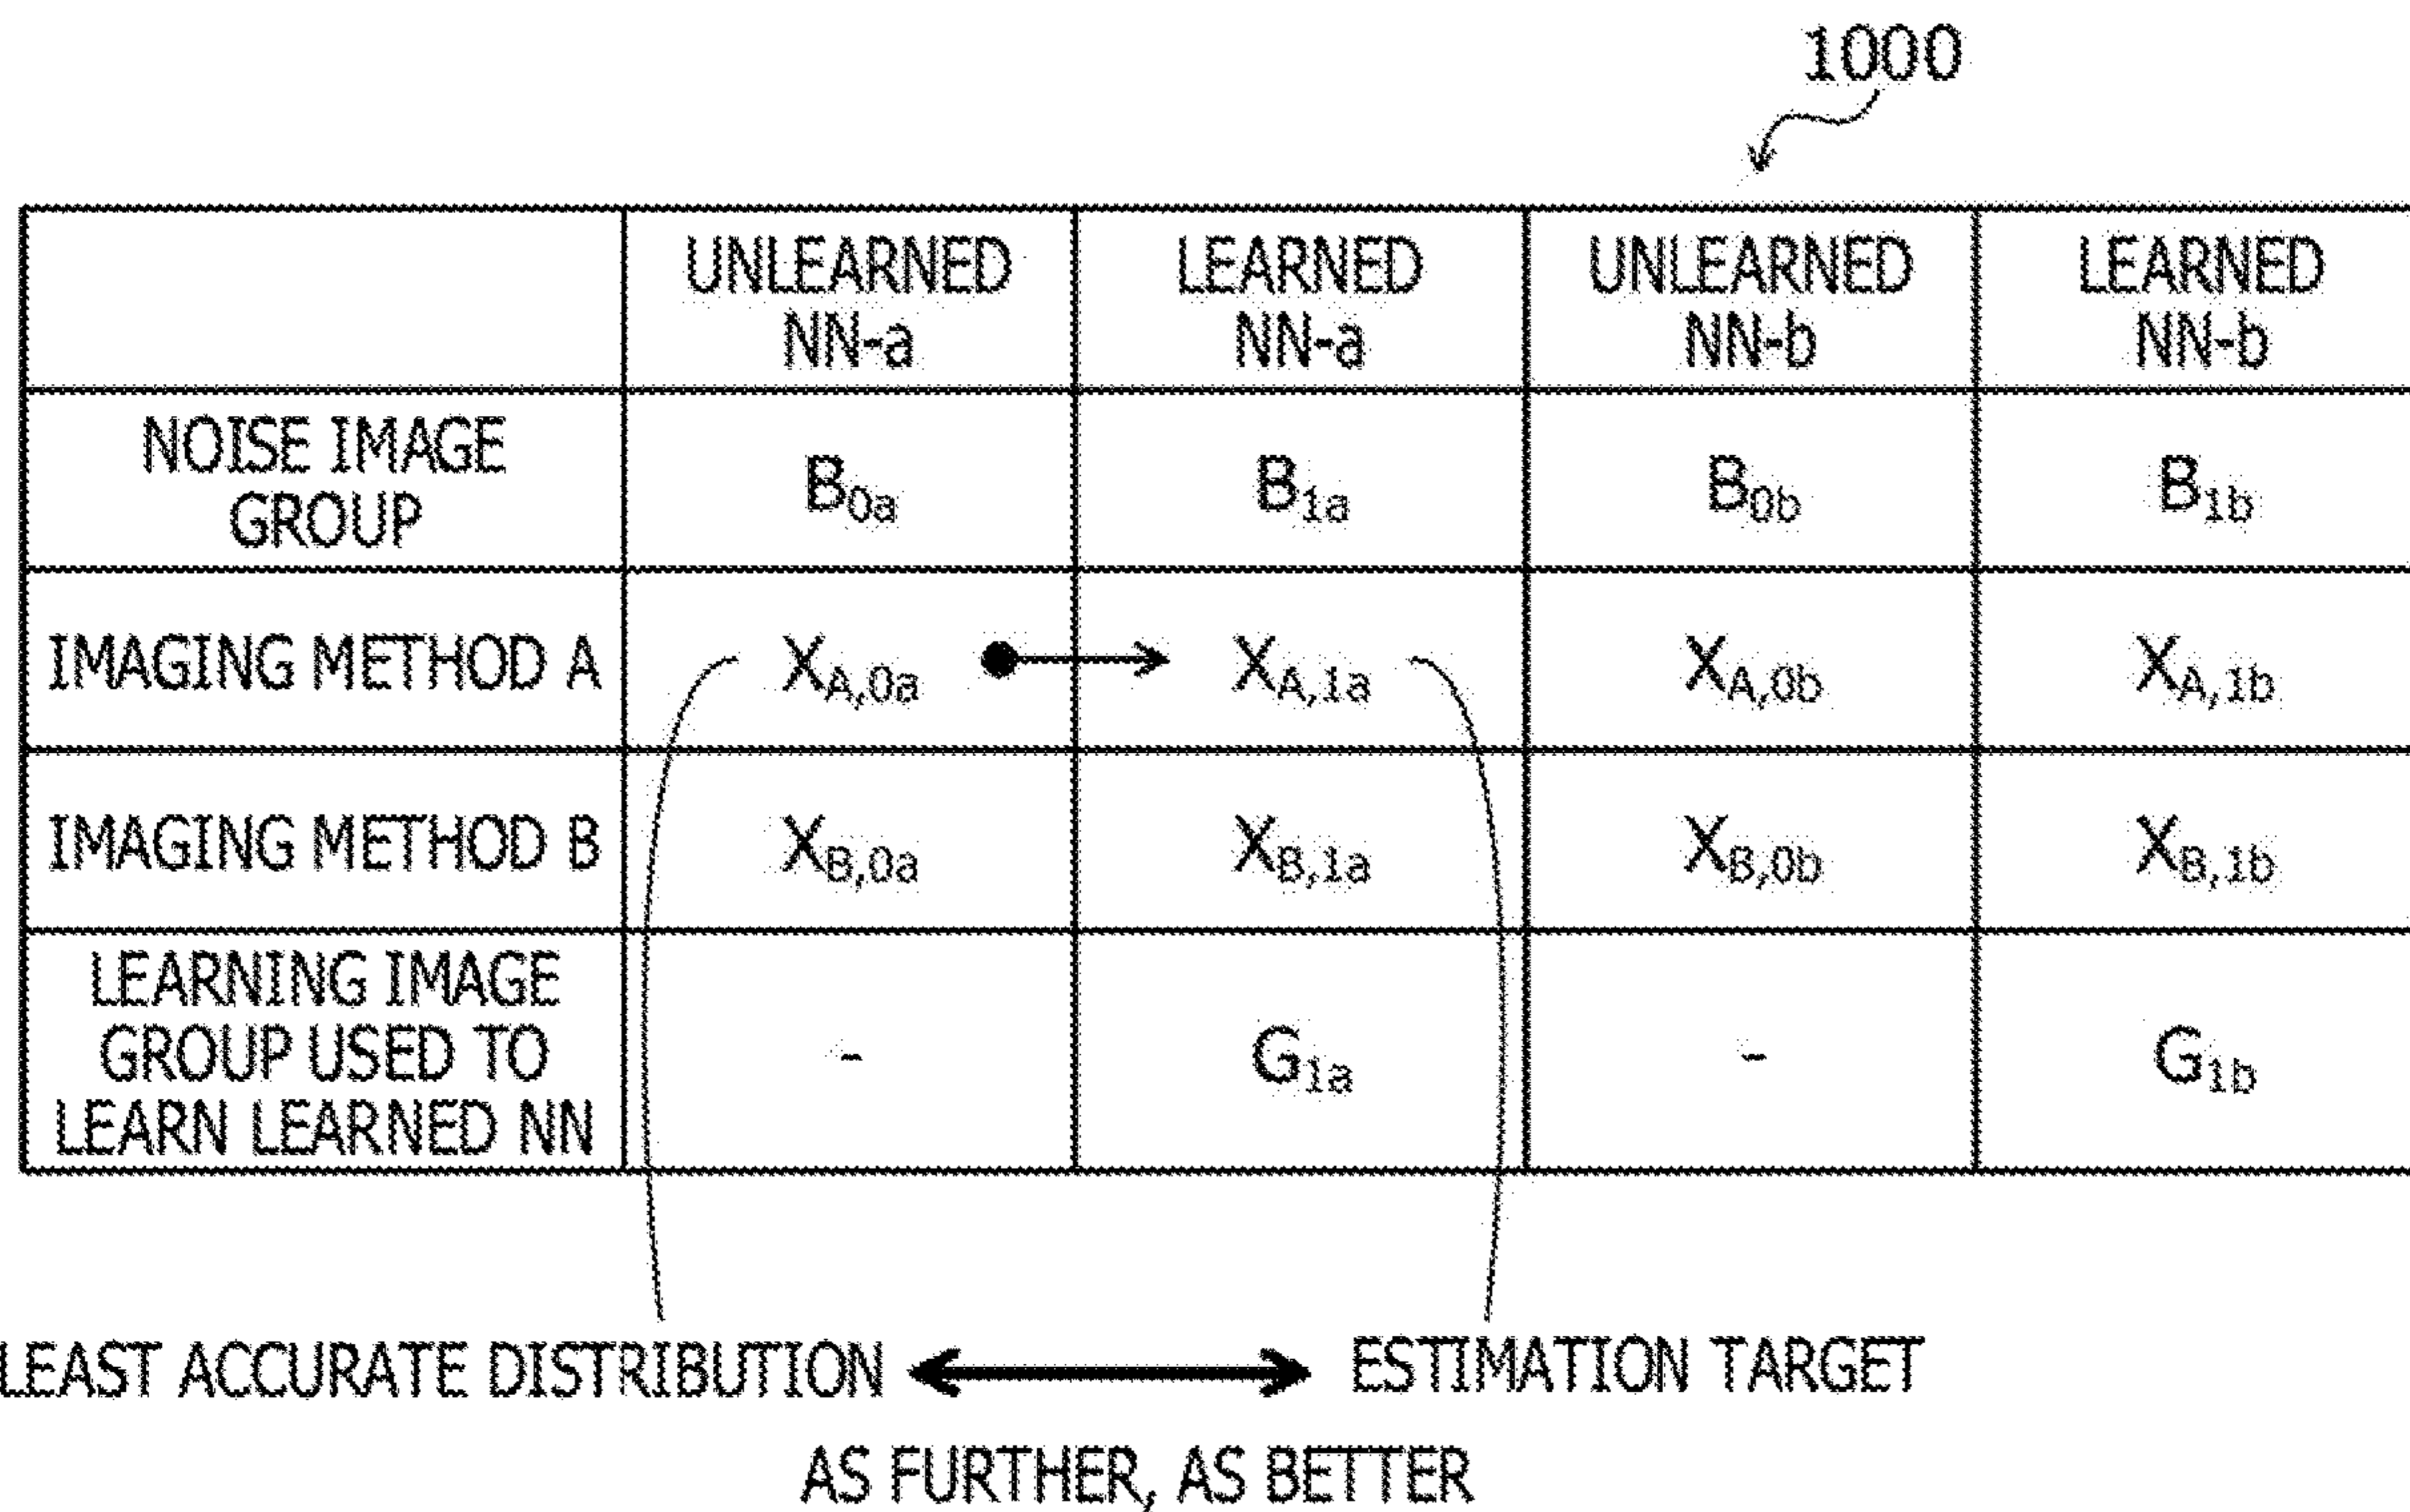 1000
UNLEARNED LEARNED UNLEARNED LEARNED
NN-a NN-a NN-b NN-b
NOISE IMAGE
GROUP
B0a B1a B0b B1b
IMAGING METHOD A XA,0a XA,1a XA,0b XA,1b
IMAGING METHOD B XB,0a XB,1a XB,0b XB,1b
LEARNING IMAGE
GROUP USED TO
LEARN LEARNED NN
- G1a - G1b
LEAST ACCURATE DISTRIBUTION ESTIMATION TARGET
AS FURTHER, AS BETTER